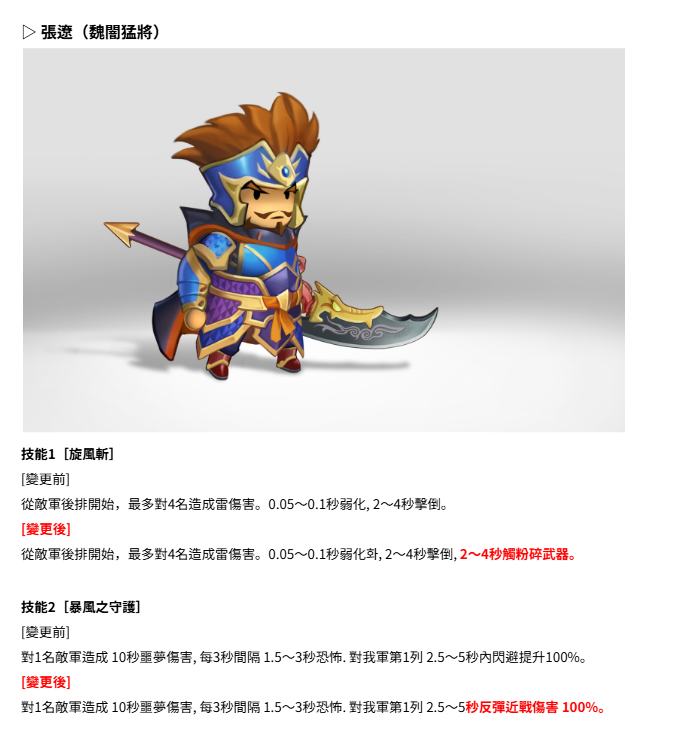 ▷ 張遼（魏闇猛將）
技能1［旋風斬］
[變更前]
從敵軍後排開始，最多對4名造成雷傷害。0.05～0.1秒弱化, 2～4秒擊倒。
[變更後]
從敵軍後排開始，最多對4名造成雷傷害。0.05～0.1秒弱化화, 2～4秒擊倒, 2～4秒觸粉碎武器。
技能2［暴風之守護］
[變更前]
對1名敵軍造成 10秒噩夢傷害, 每3秒間隔 1.5～3秒恐怖. 對我軍第1列 2.5～5秒內閃避提升100%。
[變更後]
對1名敵軍造成 10秒噩夢傷害, 每3秒間隔 1.5～3秒恐怖. 對我軍第1列 2.5～5秒反彈近戰傷害 100%。